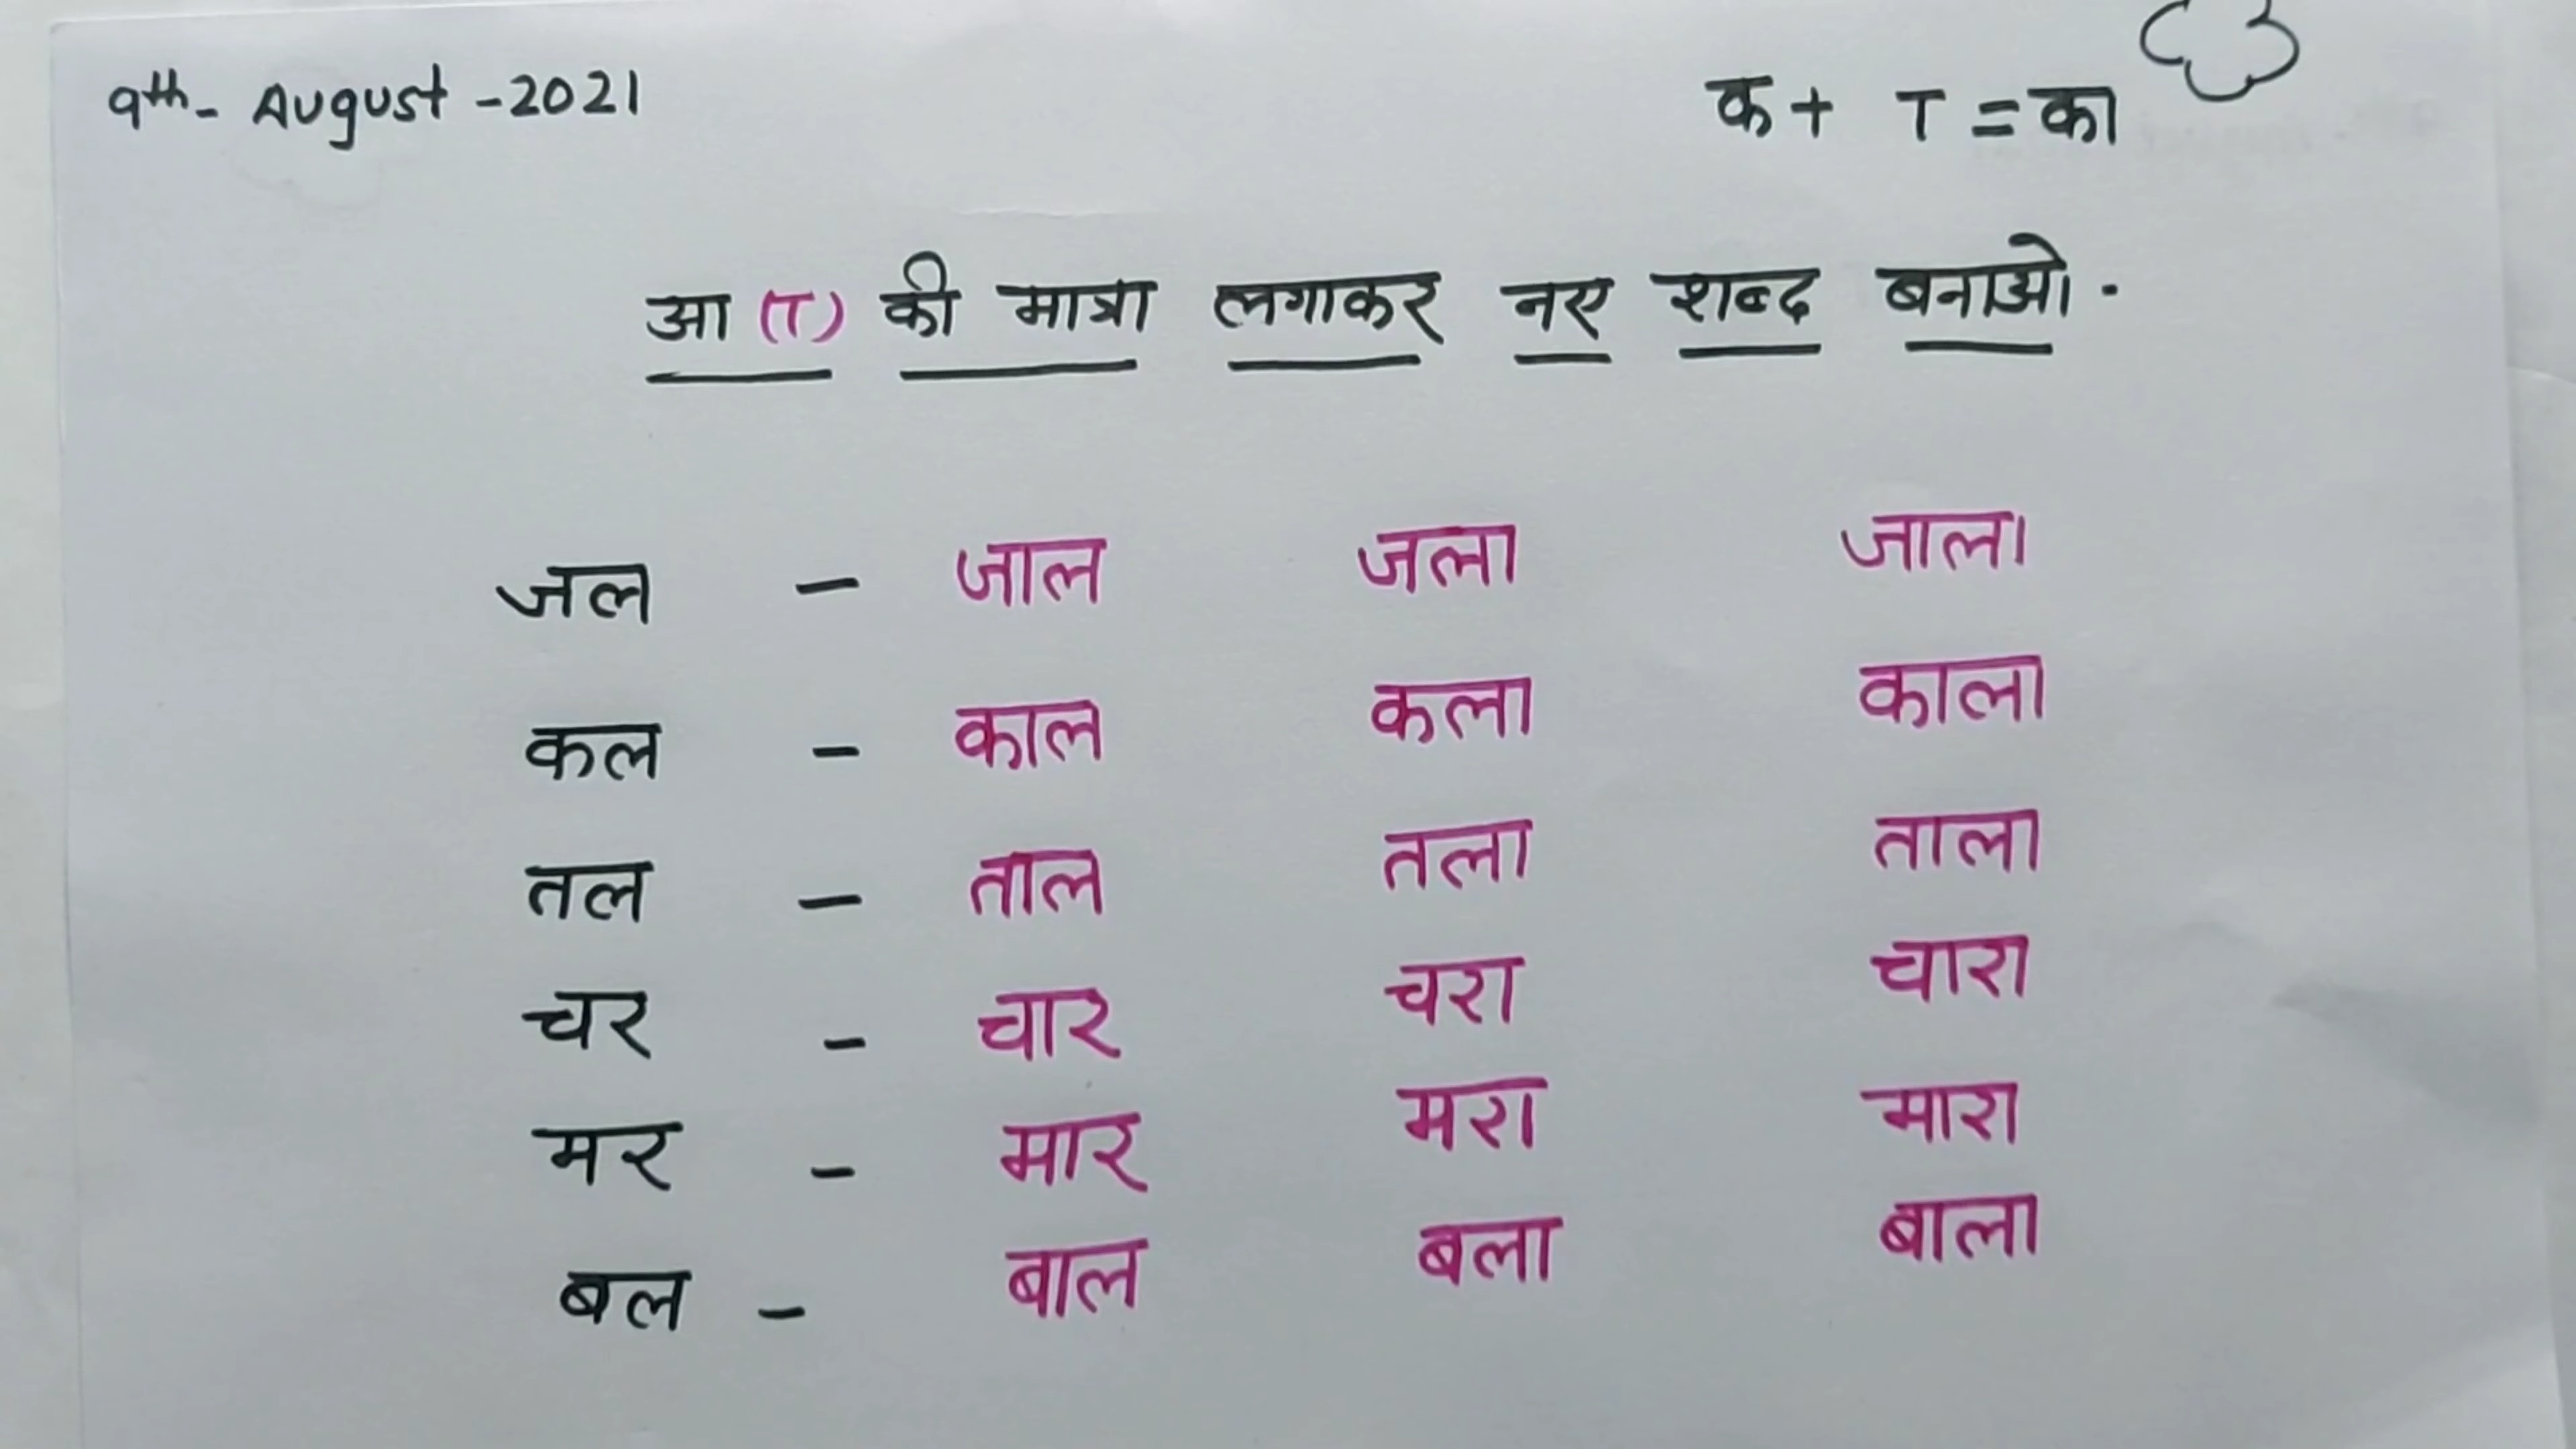 9th - August - 2021 क + ा = का
आ (ा) की मात्रा लगाकर नए शब्द बनाओ.
जल - जाल जला जाला
कल - काल कला काला
तल - ताल तला ताला
चर - चार चरा चारा
मर - मार मरा मारा
बल - बाल बला बाला